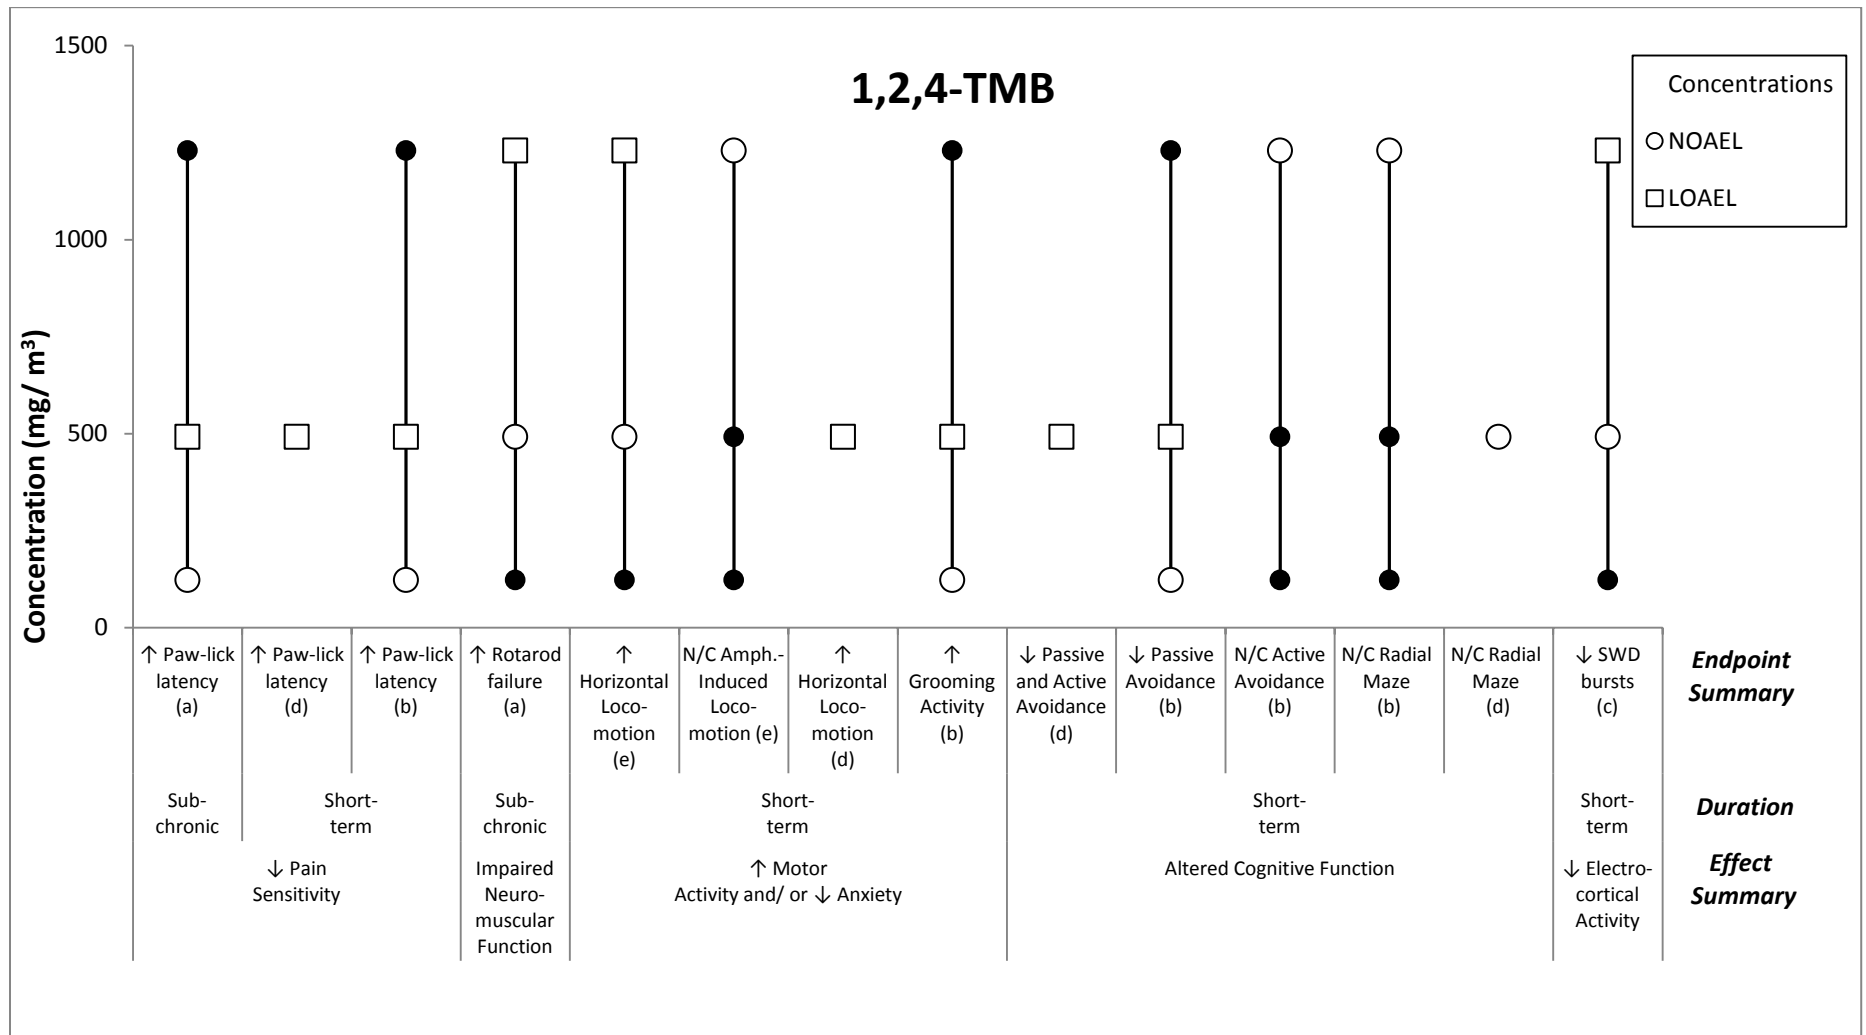 1500
1,2,4-TMB
Concentrations
NOAEL
LOAEL
1000
500
0
Concentration (mg/ m³)
↑ Paw-lick
latency
(a)
↑ Paw-lick
latency
(d)
↑ Paw-lick
latency
(b)
↑ Rotarod
failure
(a)
↑
Horizontal
Loco-
motion
(e)
N/C Amph.-
Induced
Loco-
motion (e)
↑
Horizontal
Loco-
motion
(d)
↑
Grooming
Activity
(b)
↓ Passive
and Active
Avoidance
(d)
↓ Passive
Avoidance
(b)
N/C Active
Avoidance
(b)
N/C Radial
Maze
(b)
N/C Radial
Maze
(d)
↓ SWD
bursts
(c)
Endpoint
Summary
Sub-
chronic
Short-
term
Sub-
chronic
Short-
term
Short-
term
Short-
term
Duration
↓ Pain
Sensitivity
Impaired
Neuro-
muscular
Function
↑ Motor
Activity and/ or ↓ Anxiety
Altered Cognitive Function
↓ Electro-
cortical
Activity
Effect
Summary